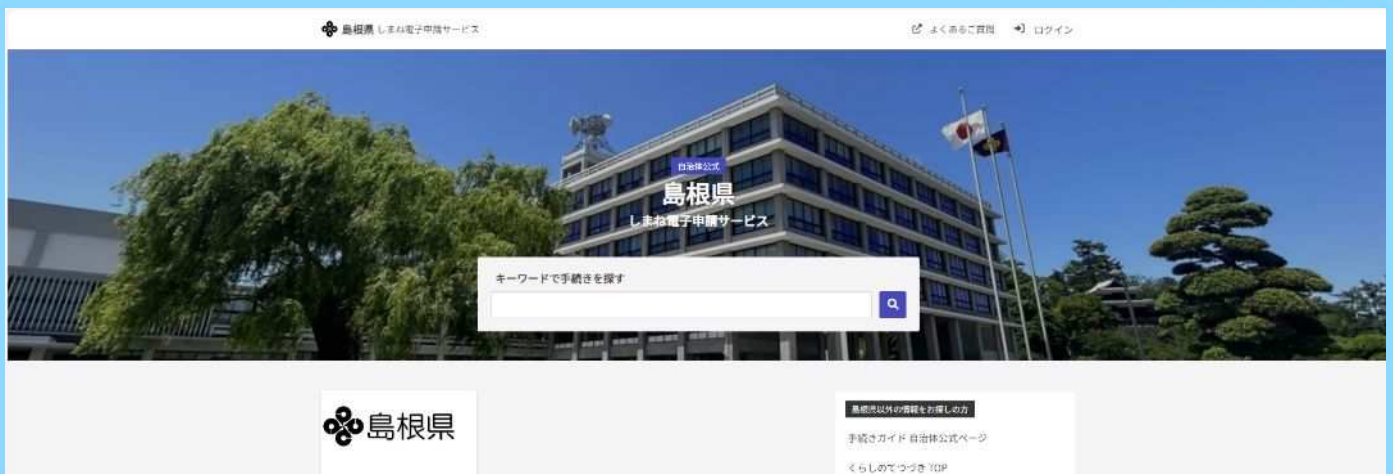 島根県 しまね電子申請サービス
よくあるご質問 ログイン
自治体公式
島根県
しまね電子申請サービス
キーワードで手続きを探す
島根県
島根県以外の情報をお探しの方
手続きガイド 自治体公式ページ
くらしのてつづき TOP